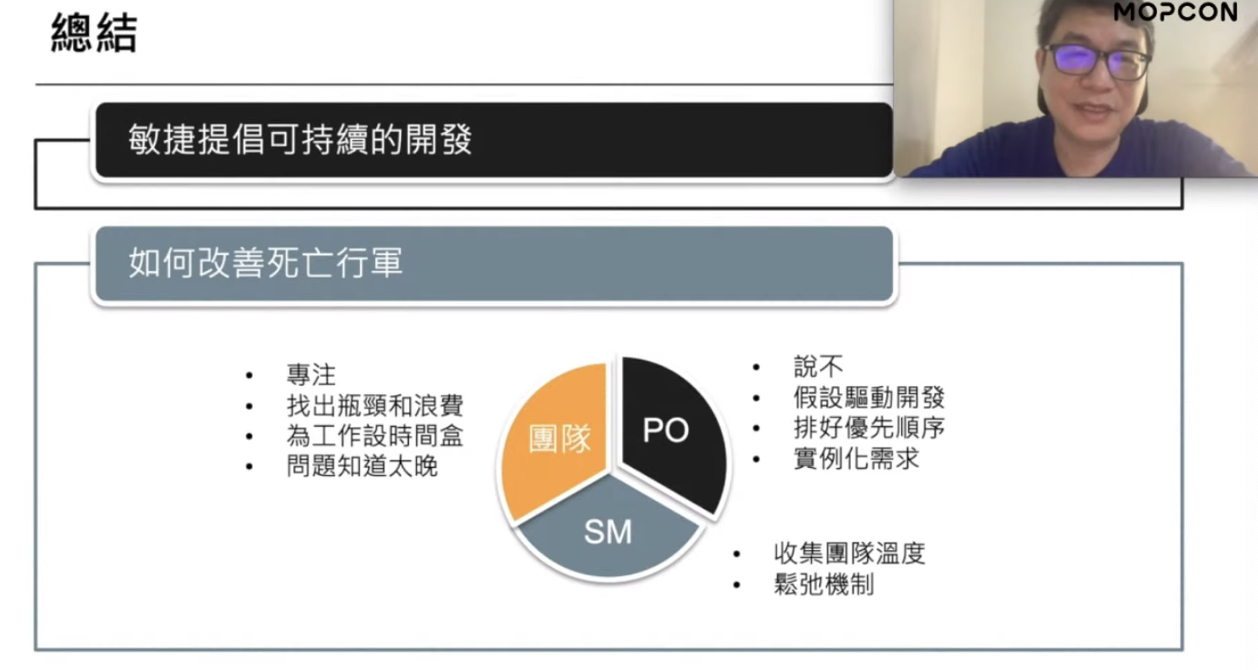 總結
MOPCON
敏捷提倡可持續的開發
如何改善死亡行軍
• 專注
• 找出瓶頸和浪費
• 為工作設時間盒
• 問題知道太晚
團隊
PO
SM
• 說不
• 假設驅動開發
• 排好優先順序
• 實例化需求
• 收集團隊溫度
• 鬆弛機制